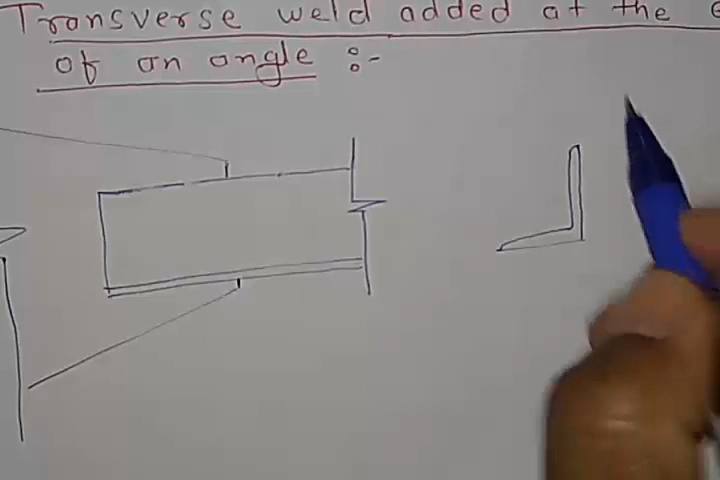 Transverse weld added at the
of an angle :-